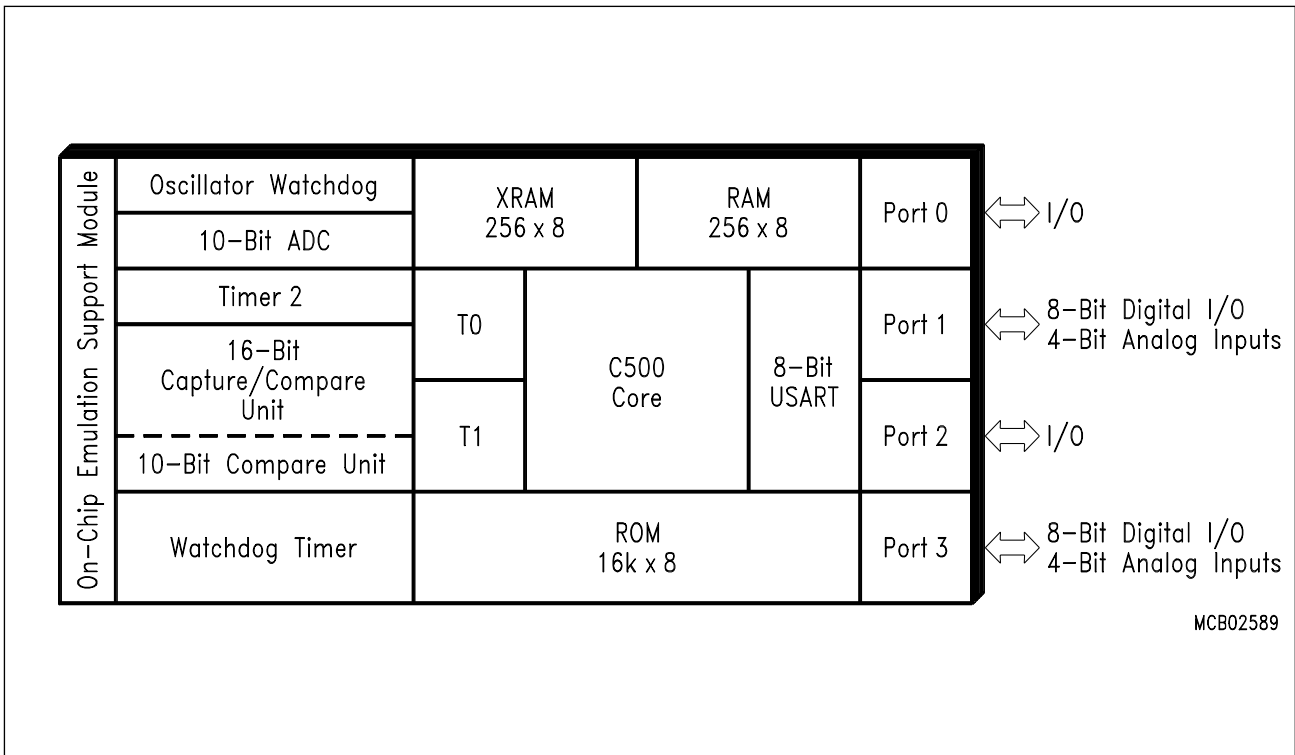 On-Chip Emulation Support Module
Oscillator Watchdog
10-Bit ADC
Timer 2
16-Bit
Capture/Compare
Unit
10-Bit Compare Unit
Watchdog Timer
XRAM
256 x 8
RAM
256 x 8
T0
T1
C500
Core
8-Bit
USART
ROM
16k x 8
Port 0
I/O
Port 1
8-Bit Digital I/O
4-Bit Analog Inputs
Port 2
I/O
Port 3
8-Bit Digital I/O
4-Bit Analog Inputs
MCB02589